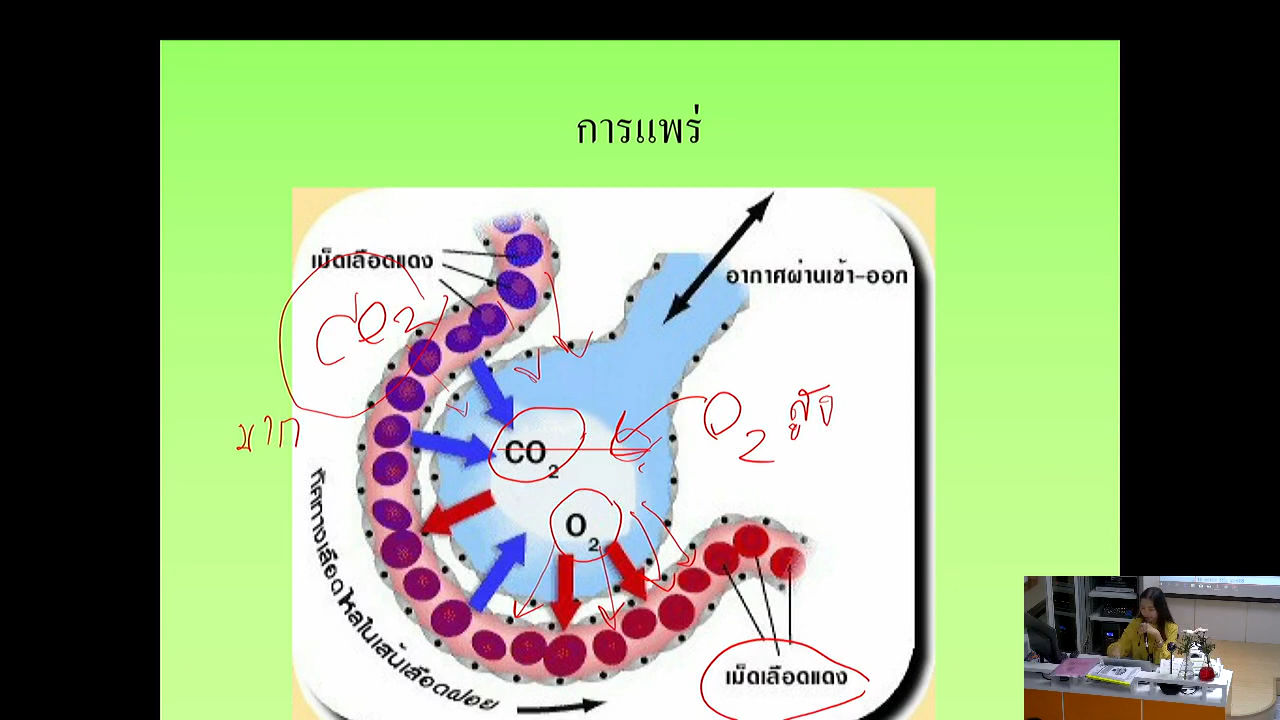 การแพร่
เม็ดเลือดแดง
อากาศผ่านเข้า-ออก
CO2
มาก
O2 สูง
CO2
O2
ทิศทางเลือดไหลในเส้นเลือดฝอย
เม็ดเลือดแดง